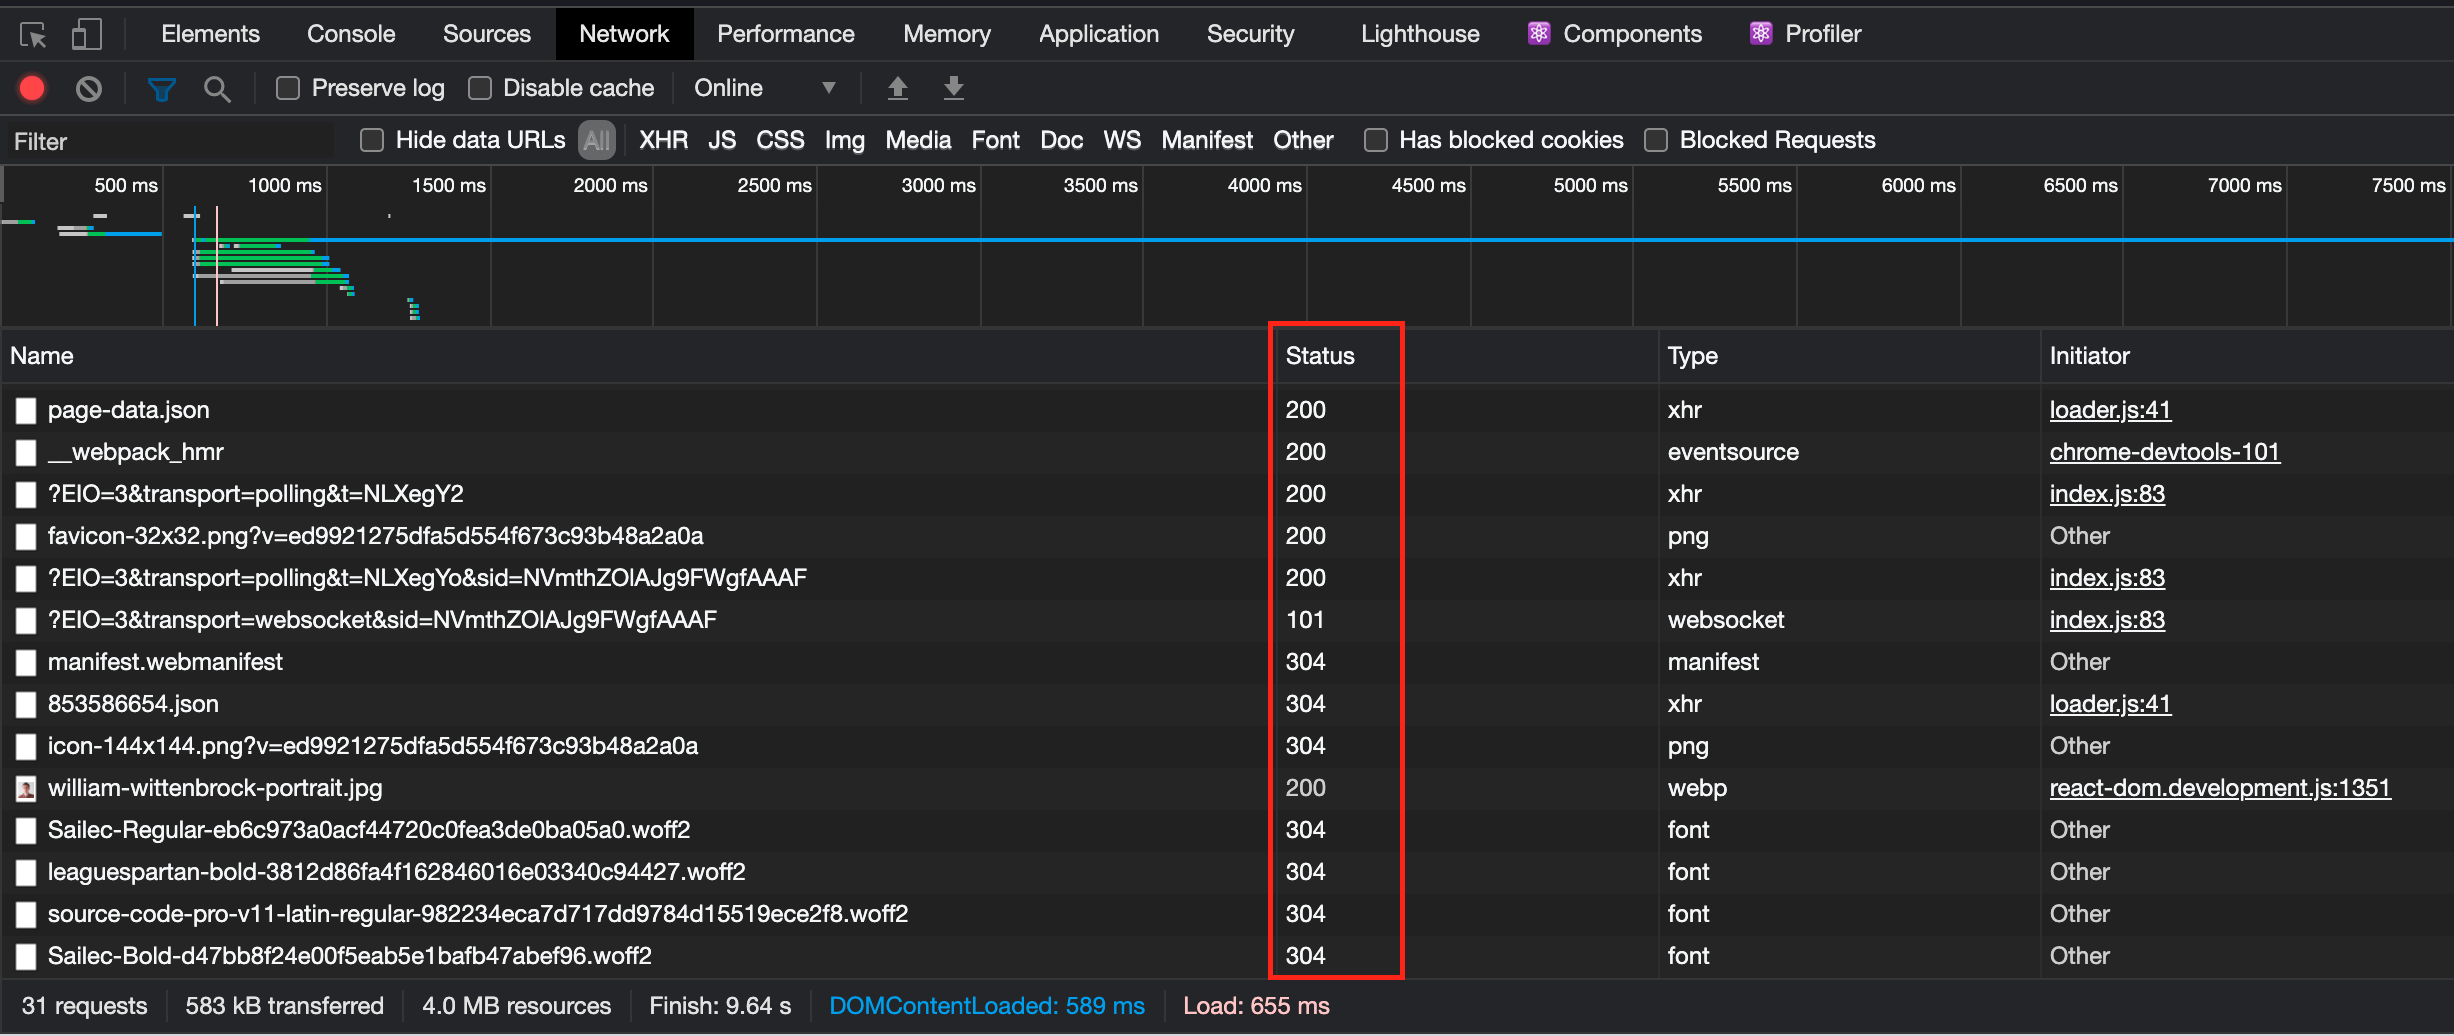 Elements Console Sources Network Performance Memory Application Security Lighthouse Components Profiler
Preserve log Disable cache Online
Filter Hide data URLs All XHR JS CSS Img Media Font Doc WS Manifest Other Has blocked cookies Blocked Requests
500 ms 1000 ms 1500 ms 2000 ms 2500 ms 3000 ms 3500 ms 4000 ms 4500 ms 5000 ms 5500 ms 6000 ms 6500 ms 7000 ms 7500 ms
Name Status Type Initiator
page-data.json 200 xhr loader.js:41
__webpack_hmr 200 eventsource chrome-devtools-101
?EIO=3&transport=polling&t=NLXegY2 200 xhr index.js:83
favicon-32x32.png?v=ed9921275dfa5d554f673c93b48a2a0a 200 png Other
?EIO=3&transport=polling&t=NLXegYo&sid=NVmthZOIAJg9FWgfAAAF 200 xhr index.js:83
?EIO=3&transport=websocket&sid=NVmthZOIAJg9FWgfAAAF 101 websocket index.js:83
manifest.webmanifest 304 manifest Other
853586654.json 304 xhr loader.js:41
icon-144x144.png?v=ed9921275dfa5d554f673c93b48a2a0a 304 png Other
william-wittenbrock-portrait.jpg 200 webp react-dom.development.js:1351
Sailec-Regular-eb6c973a0acf44720c0fea3de0ba05a0.woff2 304 font Other
leaguespartan-bold-3812d86fa4f162846016e03340c94427.woff2 304 font Other
source-code-pro-v11-latin-regular-982234eca7d717dd9784d15519ece2f8.woff2 304 font Other
Sailec-Bold-d47bb8f24e00f5eab5e1bafb47abef96.woff2 304 font Other
31 requests 583 kB transferred 4.0 MB resources Finish: 9.64 s DOMContentLoaded: 589 ms Load: 655 ms